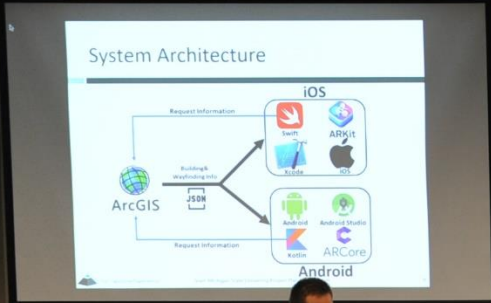 System Architecture
iOS
Request Information
Swift
ARKit
Xcode
iOS
Building&
Wayfinding Info
JSON
ArcGIS
Android
Android Studio
Kotlin
ARCore
Request Information
Android